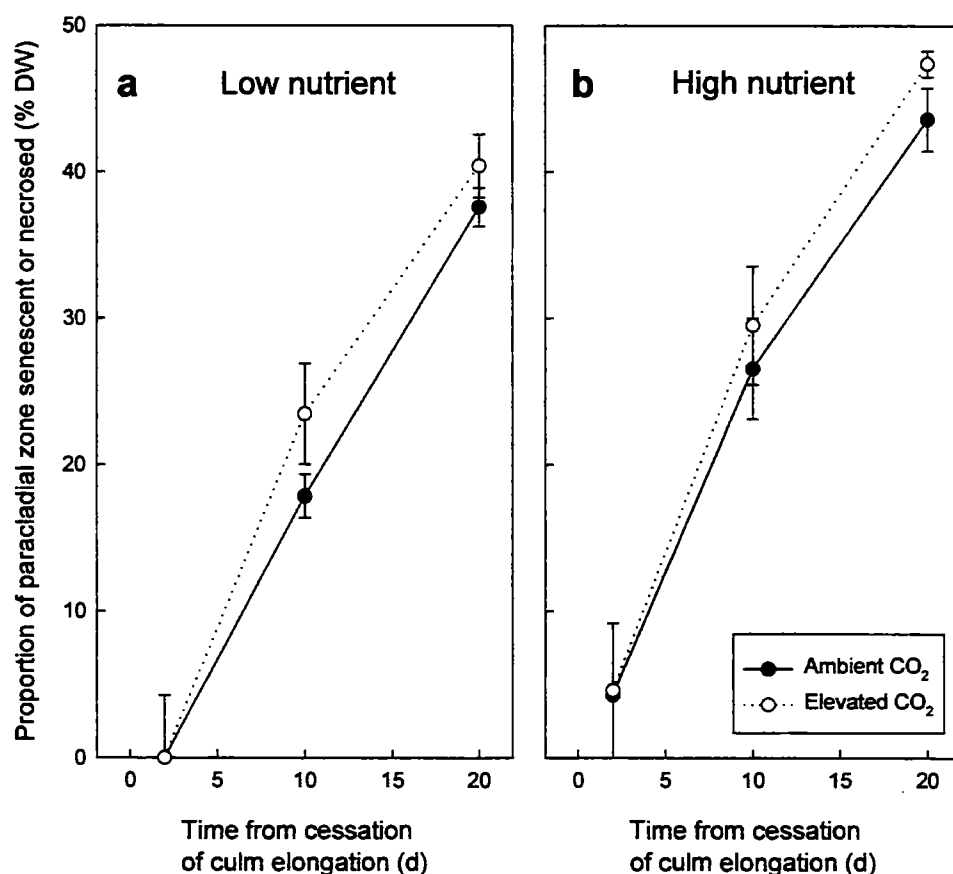 Proportion of paracladial zone senescent or necrosed (% DW)
50
40
30
20
10
0
a Low nutrient
0 5 10 15 20
Time from cessation
of culm elongation (d)
b High nutrient
Ambient CO₂
Elevated CO₂
0 5 10 15 20
Time from cessation
of culm elongation (d)